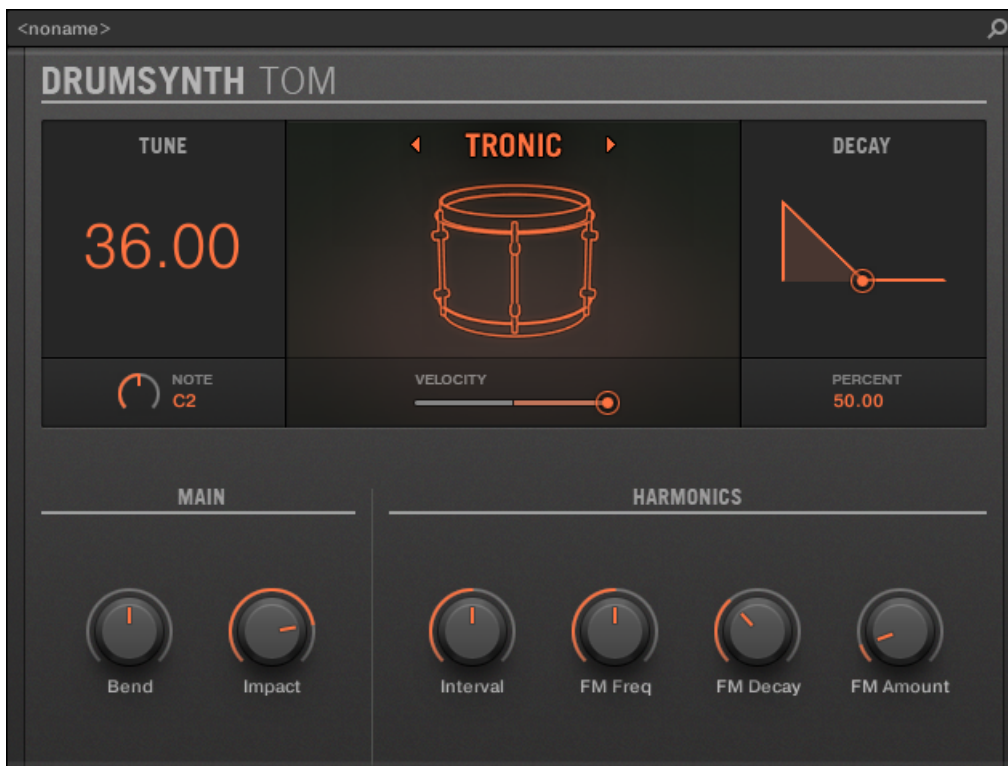 <noname>
DRUMSYNTH TOM
TUNE
TRONIC
DECAY
36.00
NOTE
C2
VELOCITY
PERCENT
50.00
MAIN
HARMONICS
Bend
Impact
Interval
FM Freq
FM Decay
FM Amount